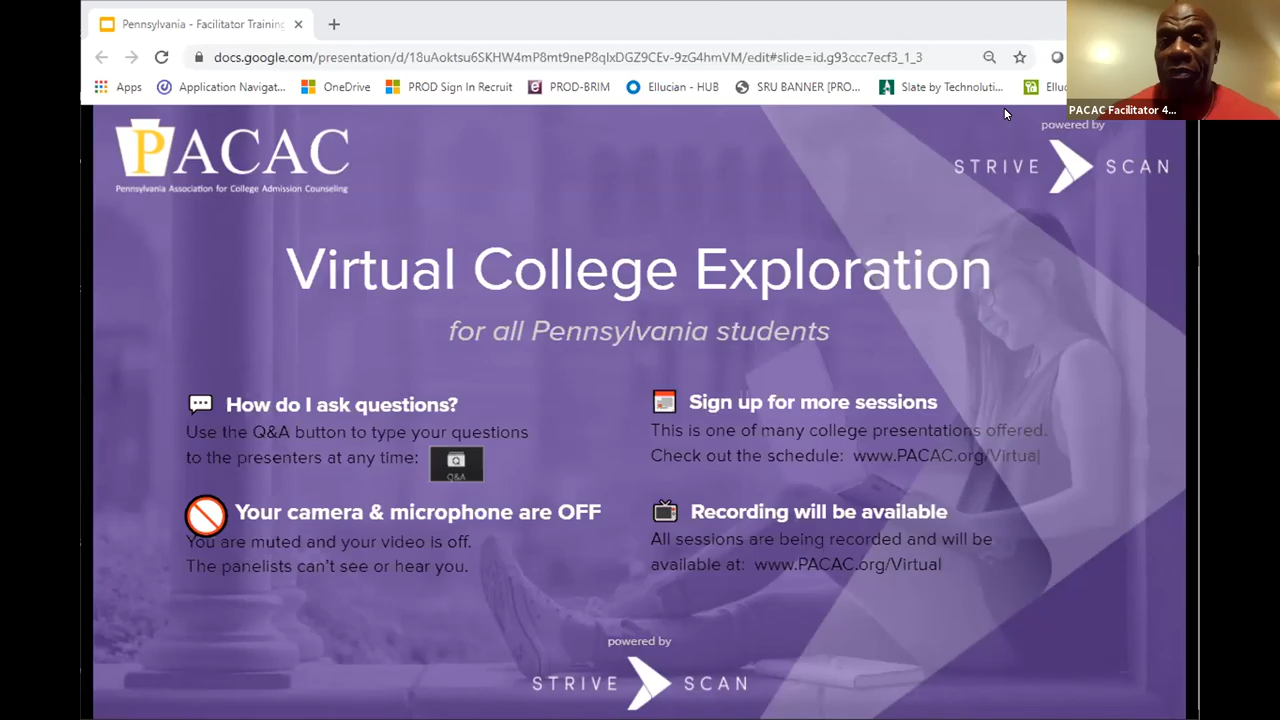 Pennsylvania - Facilitator Training
docs.google.com/presentation/d/18uAoktsu6SKHW4mP8mt9neP8qlxDGZ9CEv-9zG4hmVM/edit#slide=id.g93ccc7ecf3_1_3
Apps
Application Navigat...
OneDrive
PROD Sign In Recruit
PROD-BRIM
Ellucian - HUB
SRU BANNER [PRO...
Slate by Technoluti...
Elluc
PACAC Facilitator 4...
PACAC
Pennsylvania Association for College Admission Counseling
powered by
STRIVE SCAN
Virtual College Exploration
for all Pennsylvania students
How do I ask questions?
Use the Q&A button to type your questions
to the presenters at any time:
Q&A
Your camera & microphone are OFF
You are muted and your video is off.
The panelists can't see or hear you.
Sign up for more sessions
This is one of many college presentations offered.
Check out the schedule: www.PACAC.org/Virtual
Recording will be available
All sessions are being recorded and will be
available at: www.PACAC.org/Virtual
powered by
STRIVE SCAN